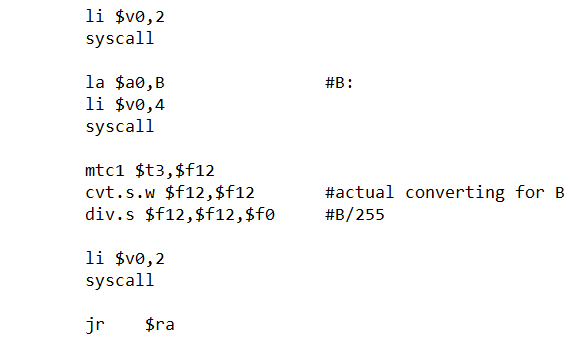 li $v0,2
syscall
la $a0,B #B:
li $v0,4
syscall
mtc1 $t3,$f12
cvt.s.w $f12,$f12 #actual converting for B
div.s $f12,$f12,$f0 #B/255
li $v0,2
syscall
jr $ra